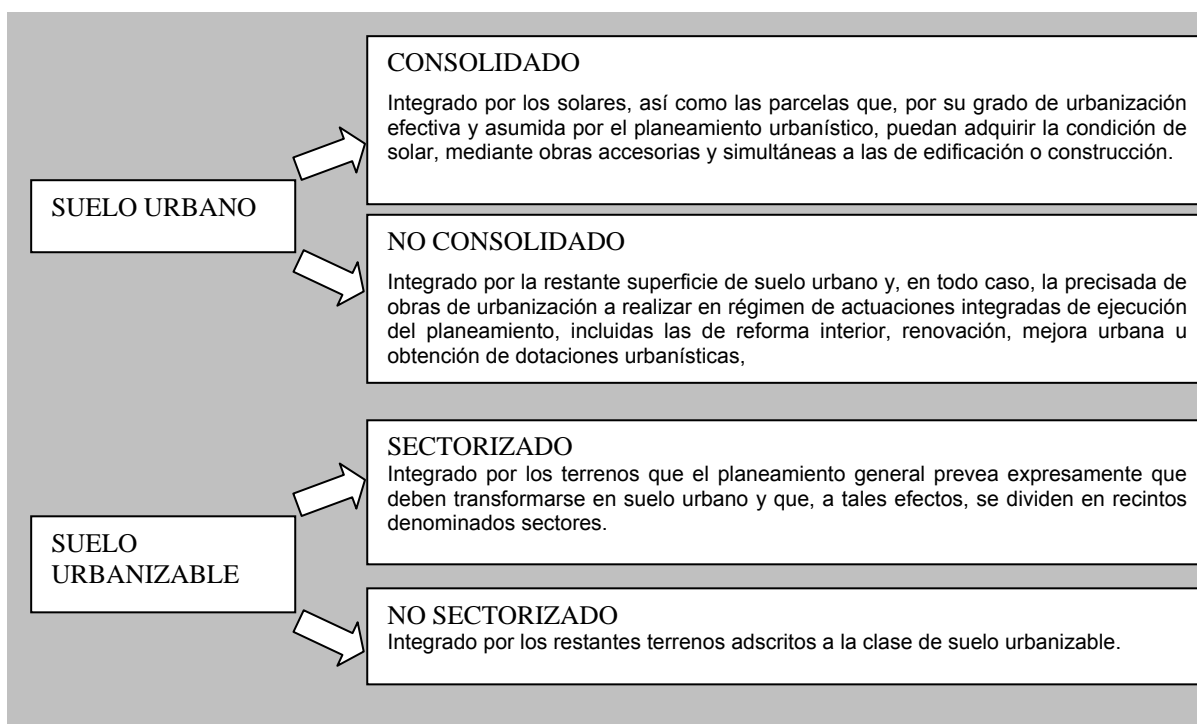 CONSOLIDADO
Integrado por los solares, así como las parcelas que, por su grado de urbanización
efectiva y asumida por el planeamiento urbanístico, puedan adquirir la condición de
solar, mediante obras accesorias y simultáneas a las de edificación o construcción.
SUELO URBANO
NO CONSOLIDADO
Integrado por la restante superficie de suelo urbano y, en todo caso, la precisada de
obras de urbanización a realizar en régimen de actuaciones integradas de ejecución
del planeamiento, incluidas las de reforma interior, renovación, mejora urbana u
obtención de dotaciones urbanísticas,
SECTORIZADO
Integrado por los terrenos que el planeamiento general prevea expresamente que
deben transformarse en suelo urbano y que, a tales efectos, se dividen en recintos
denominados sectores.
SUELO
URBANIZABLE
NO SECTORIZADO
Integrado por los restantes terrenos adscritos a la clase de suelo urbanizable.